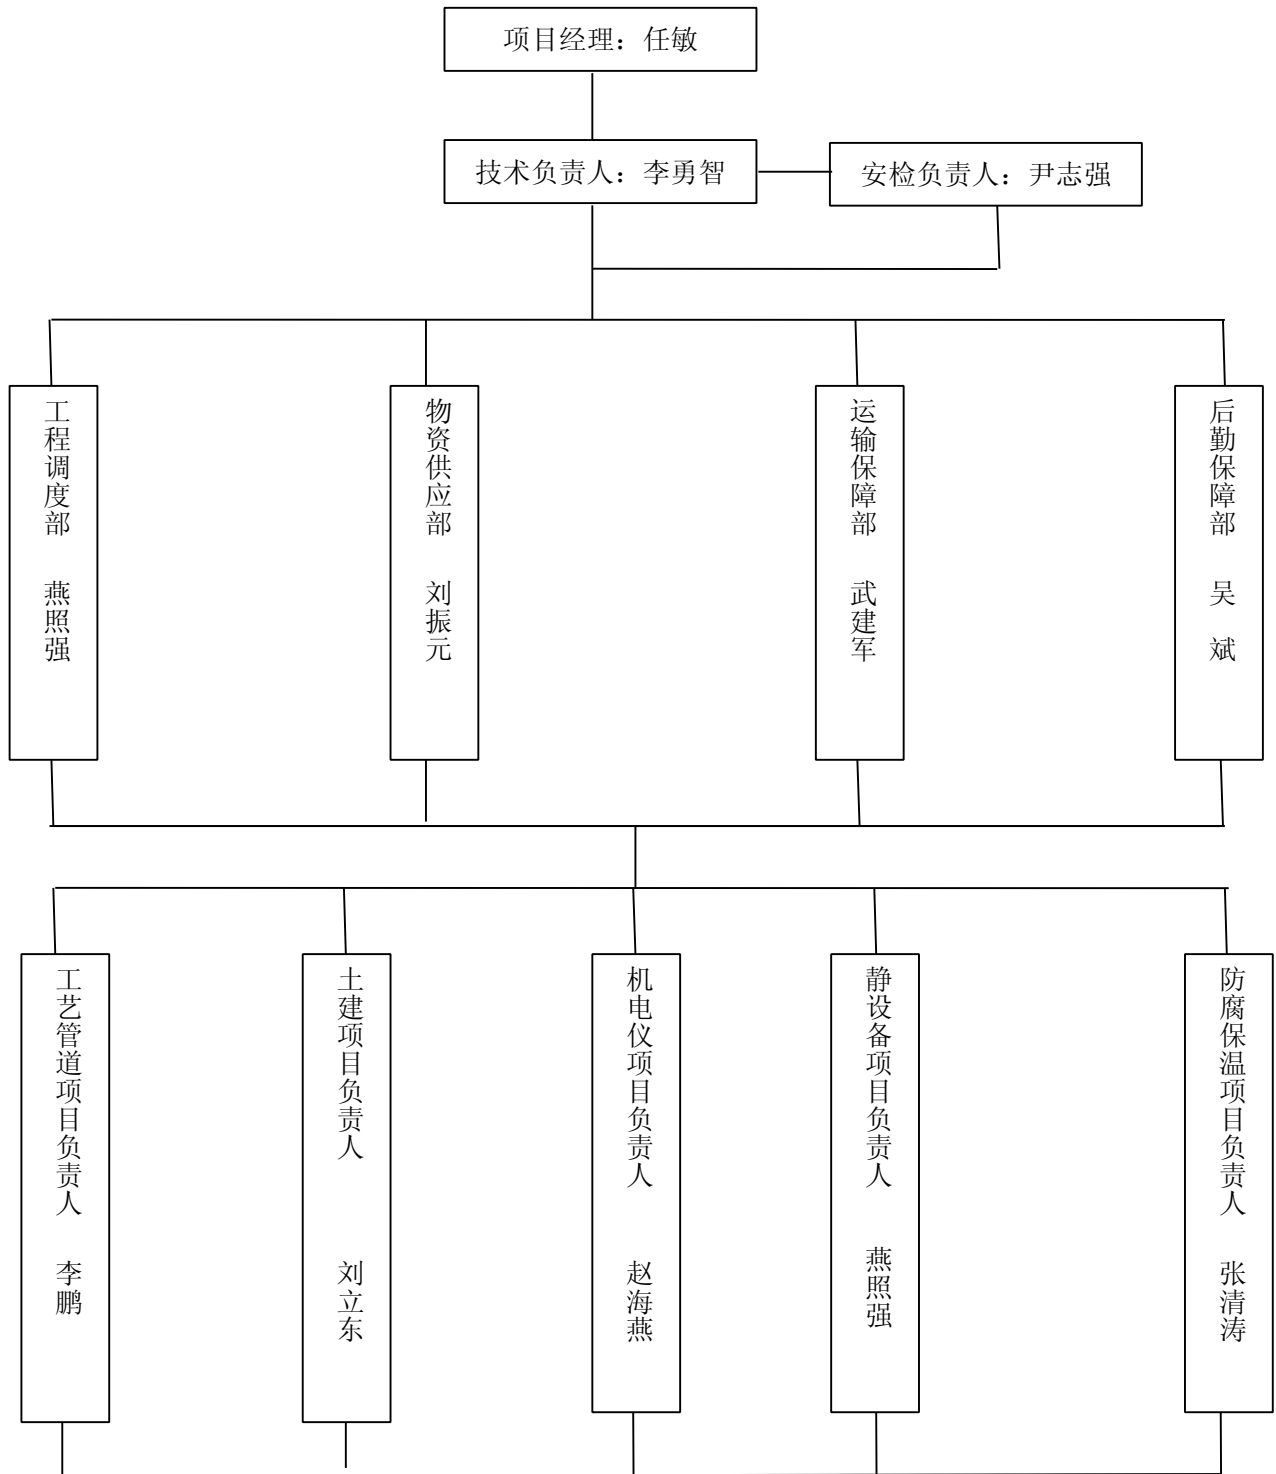 项目经理：任敏
技术负责人：李勇智
安检负责人：尹志强
工程调度部 燕照强
物资供应部 刘振元
运输保障部 武建军
后勤保障部 吴 斌
工艺管道项目负责人 李鹏
土建项目负责人 刘立东
机电仪项目负责人 赵海燕
静设备项目负责人 燕照强
防腐保温项目负责人 张清涛